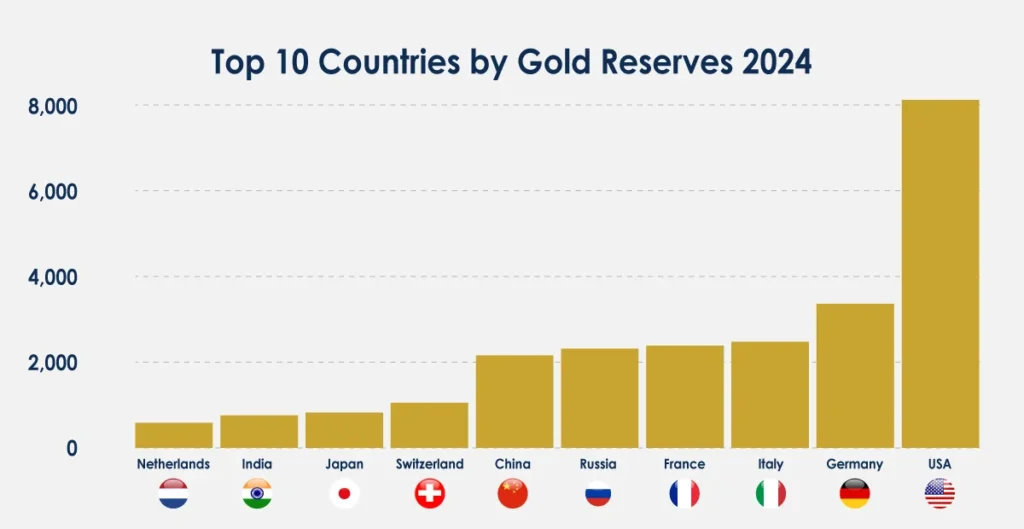 Top 10 Countries by Gold Reserves 2024
8,000
6,000
4,000
2,000
0
Netherlands India Japan Switzerland China Russia France Italy Germany USA